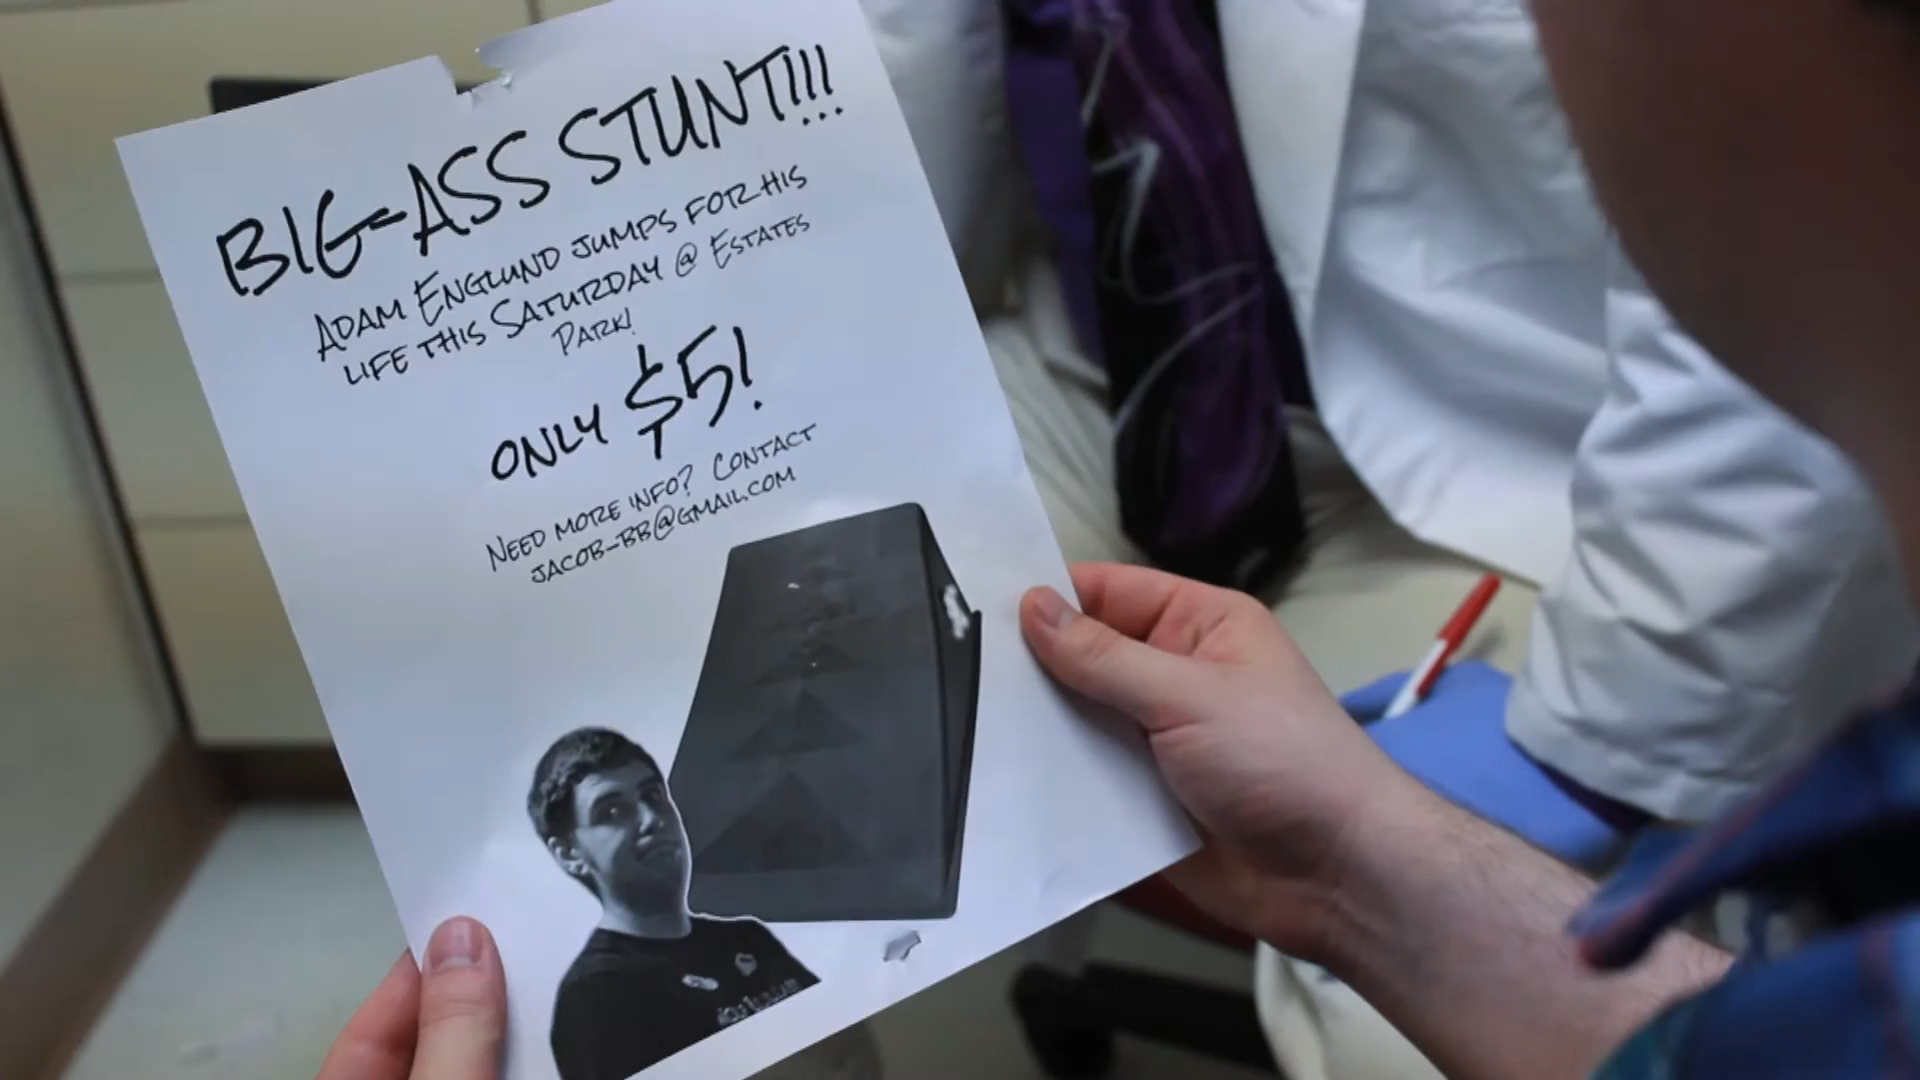 BIG-ASS STUNT!!!
ADAM ENGLUND JUMPS FOR HIS
LIFE THIS SATURDAY @ ESTATES
PARK!
ONLY $5!
NEED MORE INFO? CONTACT
JACOB-BB@GMAIL.COM